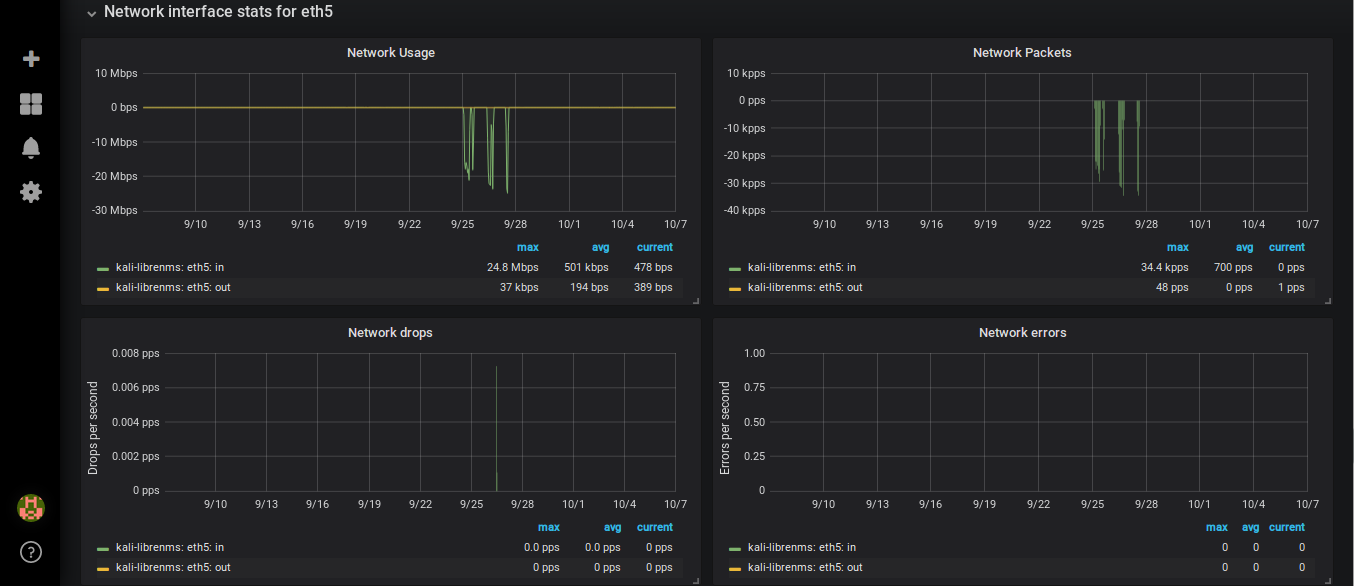 Network interface stats for eth5
Network Usage
10 Mbps
0 bps
-10 Mbps
-20 Mbps
-30 Mbps
9/10 9/13 9/16 9/19 9/22 9/25 9/28 10/1 10/4 10/7
max avg current
kali-librenms: eth5: in 24.8 Mbps 501 kbps 478 bps
kali-librenms: eth5: out 37 kbps 194 bps 389 bps
Network Packets
10 kpps
0 pps
-10 kpps
-20 kpps
-30 kpps
-40 kpps
9/10 9/13 9/16 9/19 9/22 9/25 9/28 10/1 10/4 10/7
max avg current
kali-librenms: eth5: in 34.4 kpps 700 pps 0 pps
kali-librenms: eth5: out 48 pps 0 pps 1 pps
Network drops
Drops per second
0.008 pps
0.006 pps
0.004 pps
0.002 pps
0 pps
9/10 9/13 9/16 9/19 9/22 9/25 9/28 10/1 10/4 10/7
max avg current
kali-librenms: eth5: in 0.0 pps 0.0 pps 0 pps
kali-librenms: eth5: out 0 pps 0 pps 0 pps
Network errors
Errors per second
1.00
0.75
0.50
0.25
0
9/10 9/13 9/16 9/19 9/22 9/25 9/28 10/1 10/4 10/7
max avg current
kali-librenms: eth5: in 0 0 0
kali-librenms: eth5: out 0 0 0
?